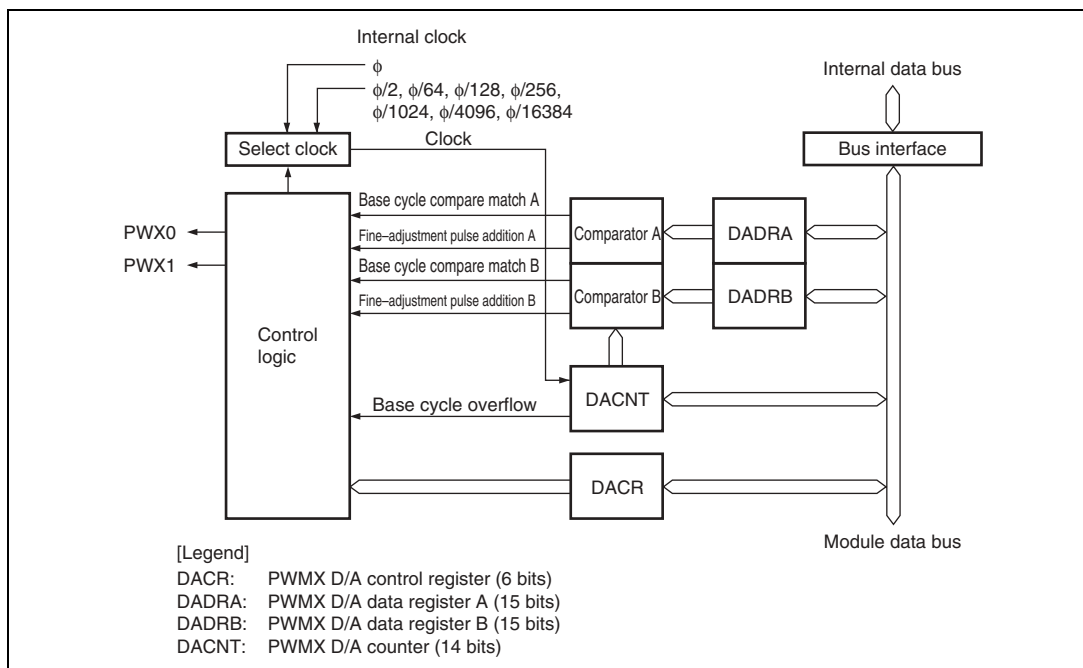 Internal clock
ϕ
ϕ/2, ϕ/64, ϕ/128, ϕ/256,
ϕ/1024, ϕ/4096, ϕ/16384
Internal data bus
Select clock
Clock
Bus interface
Base cycle compare match A
Fine–adjustment pulse addition A
Base cycle compare match B
Fine–adjustment pulse addition B
Comparator A
DADRA
Comparator B
DADRB
PWX0
PWX1
Control
logic
DACNT
Base cycle overflow
DACR
Module data bus
[Legend]
DACR: PWMX D/A control register (6 bits)
DADRA: PWMX D/A data register A (15 bits)
DADRB: PWMX D/A data register B (15 bits)
DACNT: PWMX D/A counter (14 bits)